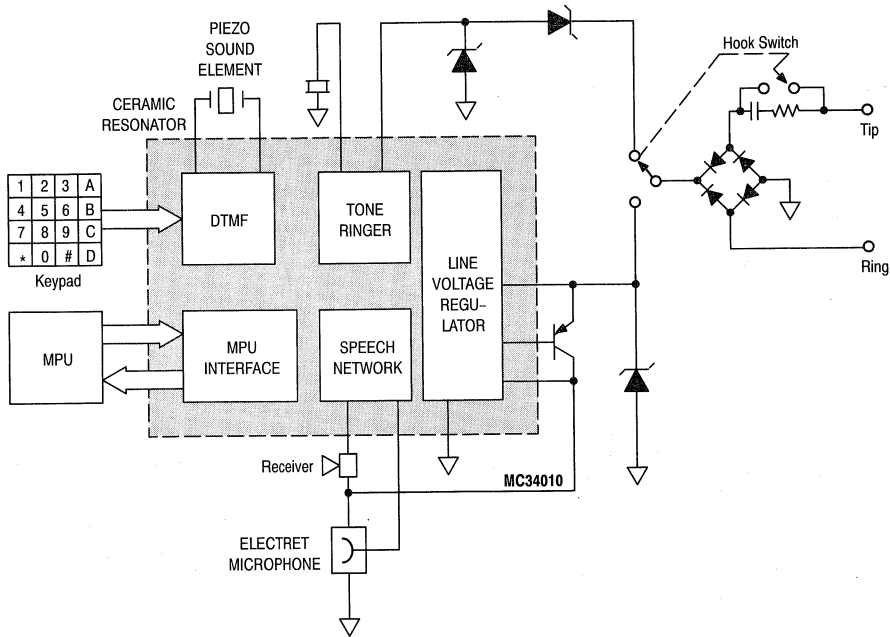 PIEZO
SOUND
ELEMENT
Hook Switch
CERAMIC
RESONATOR
Tip
1 2 3 A
4 5 6 B
7 8 9 C
* 0 # D
Keypad
DTMF
TONE
RINGER
LINE
VOLTAGE
REGU–
LATOR
Ring
MPU
MPU
INTERFACE
SPEECH
NETWORK
Receiver
MC34010
ELECTRET
MICROPHONE